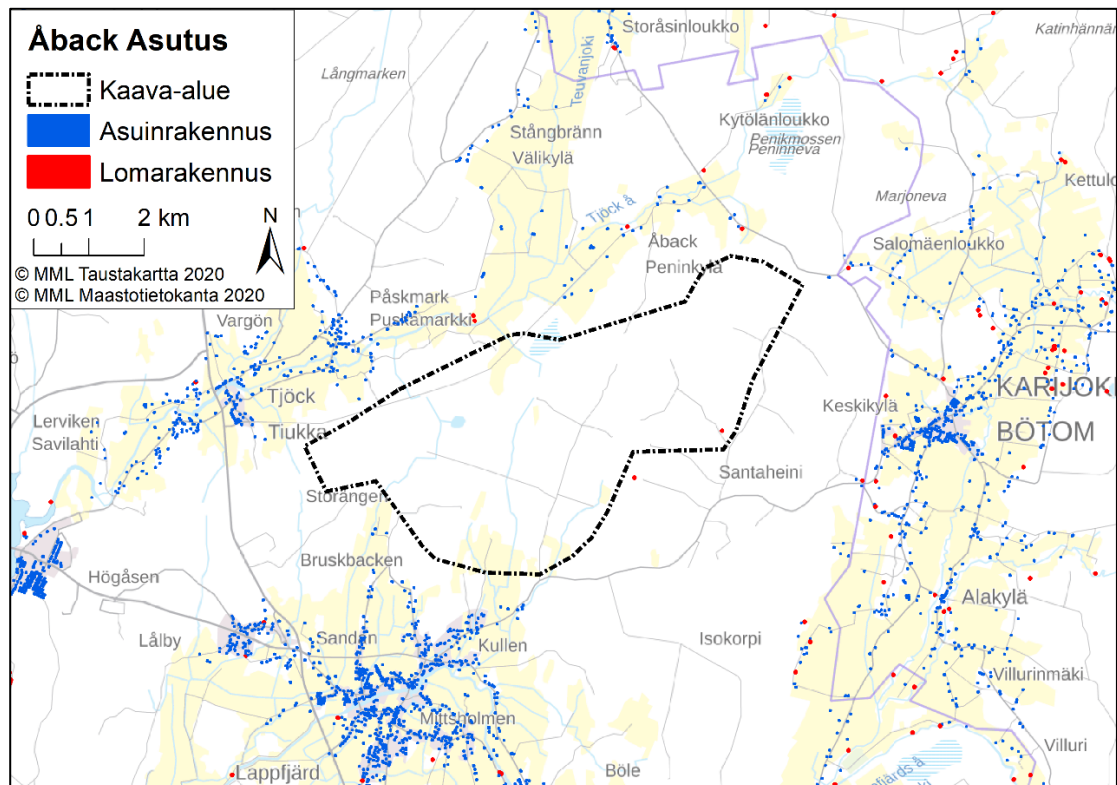 Åback Asutus
Kaava-alue
Asuinrakennus
Lomarakennus
0 0.5 1 2 km
N
© MML Taustakartta 2020
© MML Maastotietokanta 2020
Storåsinloukko
Katinhännän
Långmarken
Teuvanjoki
Kytölänloukko
Penikmossen
Peninneva
Stångbränn
Välikylä
Kettulo
Marjoneva
Tjöck å
Åback
Peninkylä
Salomäenloukko
Påskmark
Puskamarkki
Vargön
Tjöck
Tiukka
Lerviken
Savilahti
Keskikylä
KARIJOKI
BÖTOM
Santaheini
Storängen
Bruskbacken
Högåsen
Lålby
Sandan
Kullen
Isokorpi
Alakylä
Villurinmäki
Mittsholmen
Villuri
Lappfjärd
Böle